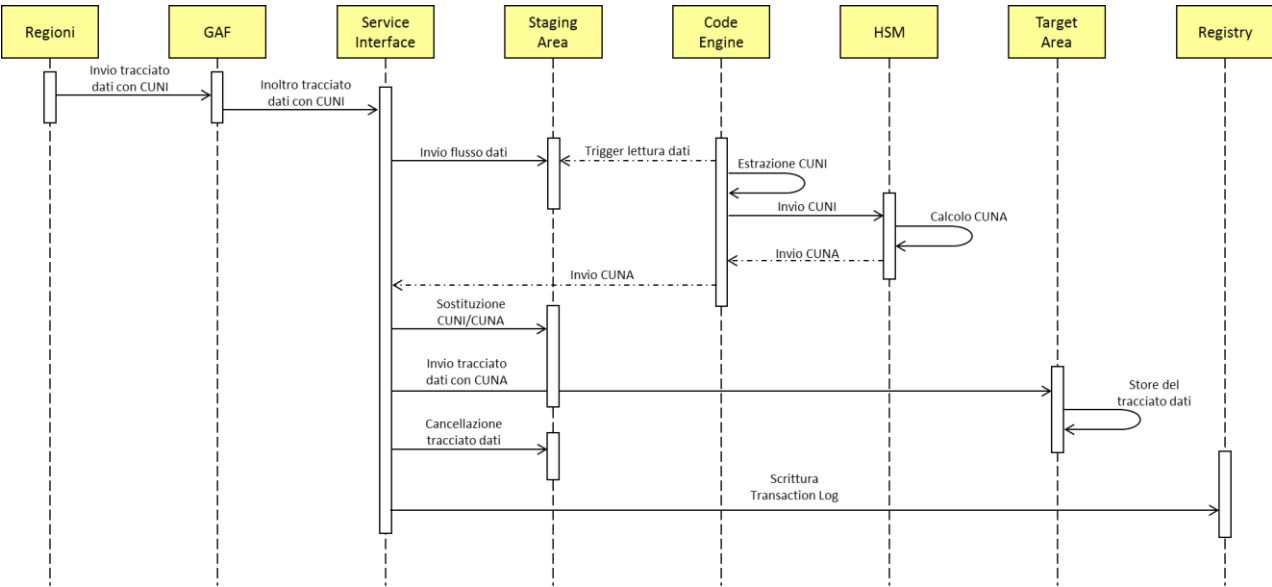 Regioni
GAF
Service
Interface
Staging
Area
Code
Engine
HSM
Target
Area
Registry
Invio tracciato
dati con CUNI
Inoltro tracciato
dati con CUNI
Invio flusso dati
Trigger lettura dati
Estrazione CUNI
Invio CUNI
Calcolo CUNA
Invio CUNA
Invio CUNA
Sostituzione
CUNI/CUNA
Invio tracciato
dati con CUNA
Store del
tracciato dati
Cancellazione
tracciato dati
Scrittura
Transaction Log